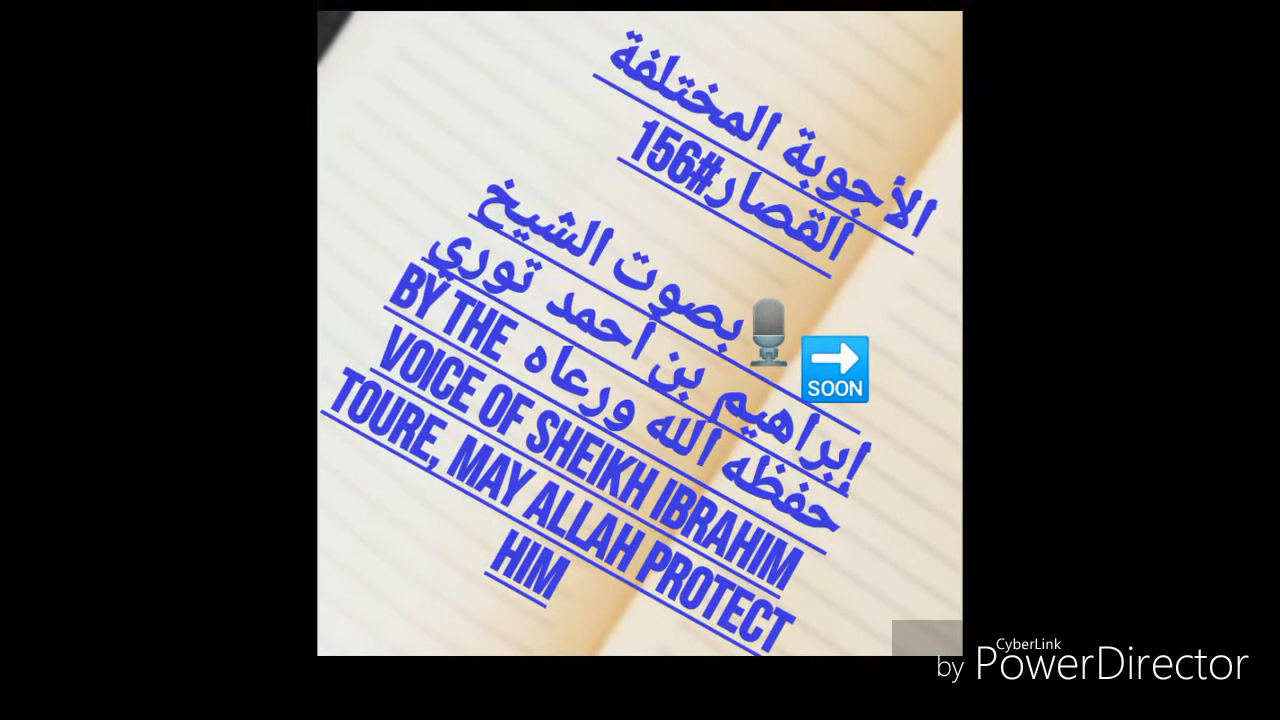 الأجوبة المختلفة
القصار#156
بصوت الشيخ
إبراهيم بن أحمد توري
حفظه الله ورعاه BY THE
VOICE OF SHEIKH IBRAHIM
TOURE, MAY ALLAH PROTECT
HIM
SOON
CyberLink
by PowerDirector